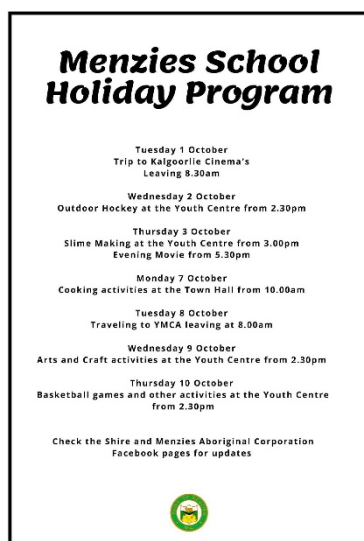 Menzies School
Holiday Program
Tuesday 1 October
Trip to Kalgoorlie Cinema's
Leaving 8.30am
Wednesday 2 October
Outdoor Hockey at the Youth Centre from 2.30pm
Thursday 3 October
Slime Making at the Youth Centre from 3.00pm
Evening Movie from 5.30pm
Monday 7 October
Cooking activities at the Town Hall from 10.00am
Tuesday 8 October
Traveling to YMCA leaving at 8.00am
Wednesday 9 October
Arts and Craft activities at the Youth Centre from 2.30pm
Thursday 10 October
Basketball games and other activities at the Youth Centre
from 2.30pm
Check the Shire and Menzies Aboriginal Corporation
Facebook pages for updates